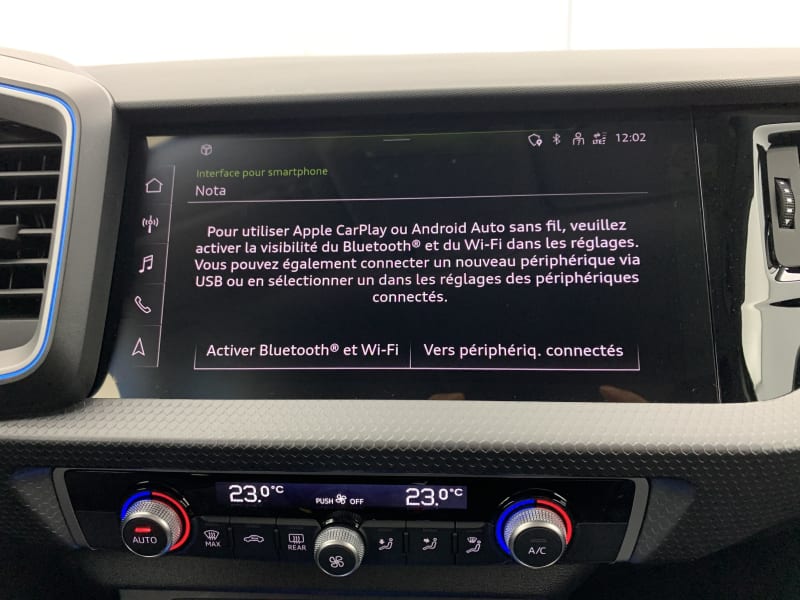 12:02
Interface pour smartphone
Nota
Pour utiliser Apple CarPlay ou Android Auto sans fil, veuillez
activer la visibilité du Bluetooth® et du Wi-Fi dans les réglages.
Vous pouvez également connecter un nouveau périphérique via
USB ou en sélectionner un dans les réglages des périphériques
connectés.
Activer Bluetooth® et Wi-Fi Vers périphériq. connectés
23.0°C PUSH OFF 23.0°C
AUTO MAX REAR A/C